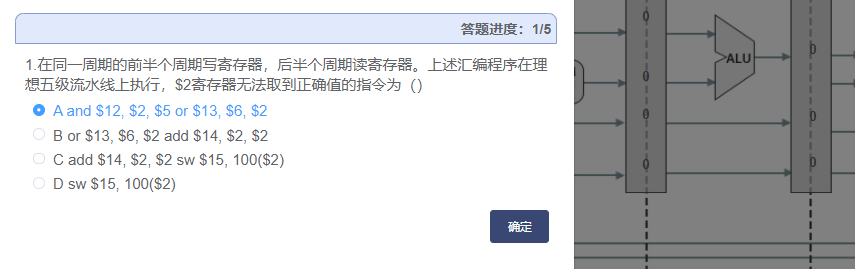 答题进度：1/5
1.在同一周期的前半个周期写寄存器，后半个周期读寄存器。上述汇编程序在理
想五级流水线上执行，$2寄存器无法取到正确值的指令为（）
A and $12, $2, $5 or $13, $6, $2
B or $13, $6, $2 add $14, $2, $2
C add $14, $2, $2 sw $15, 100($2)
D sw $15, 100($2)
确定
0
ALU
0
0
0
0
0
0